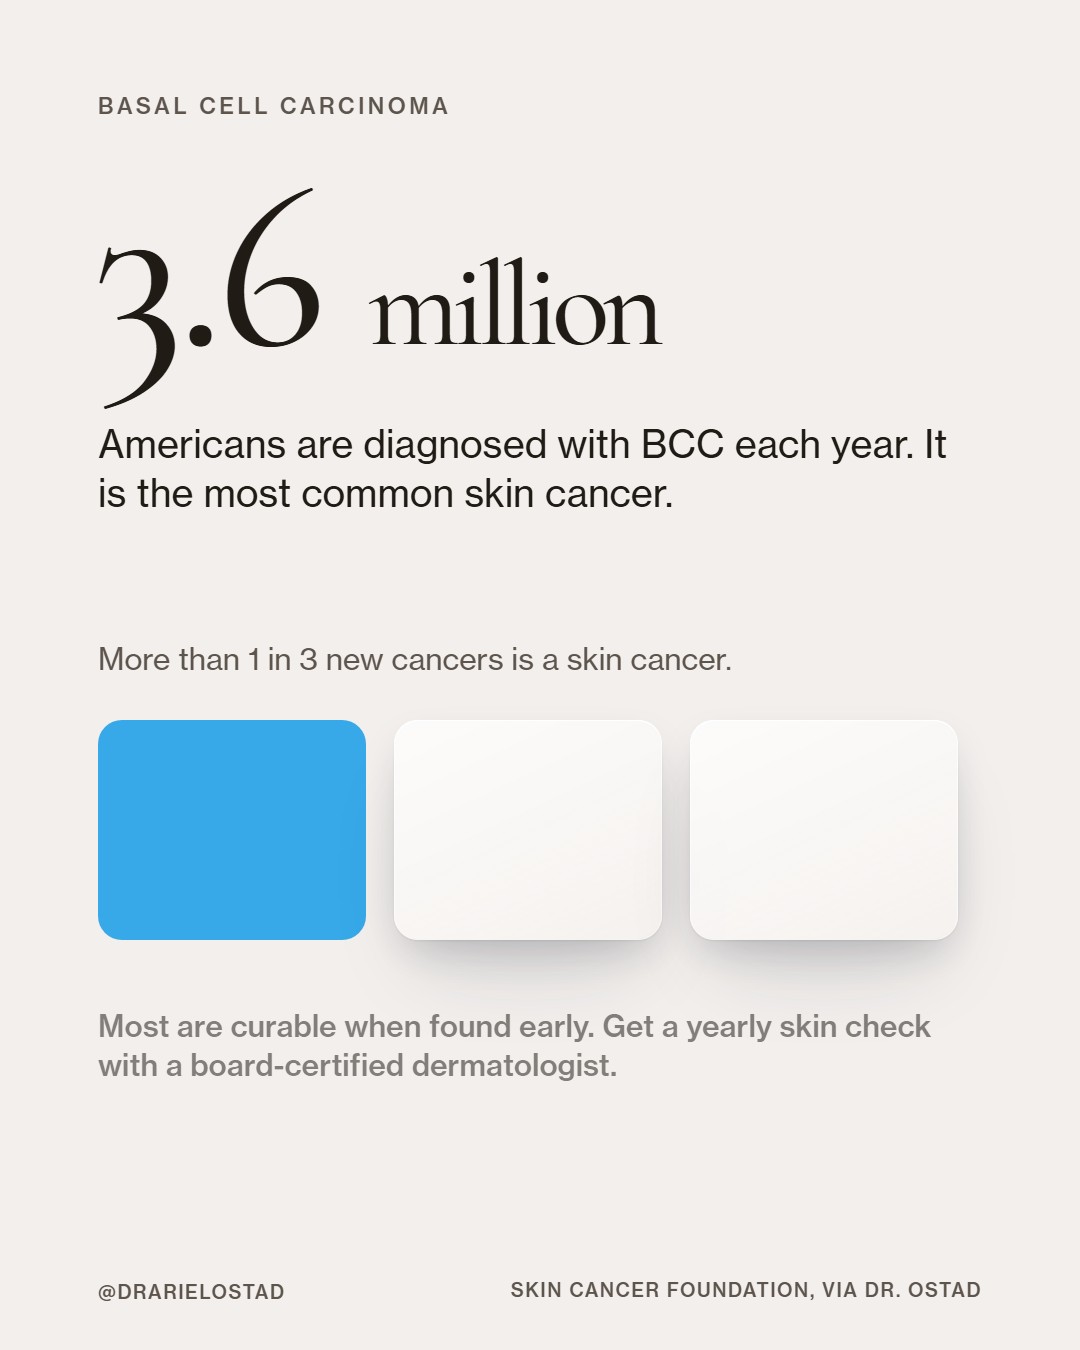 BASAL CELL CARCINOMA
3.6 million
Americans are diagnosed with BCC each year. It
is the most common skin cancer.
More than 1 in 3 new cancers is a skin cancer.
Most are curable when found early. Get a yearly skin check
with a board-certified dermatologist.
@DRARIELOSTAD
SKIN CANCER FOUNDATION, VIA DR. OSTAD